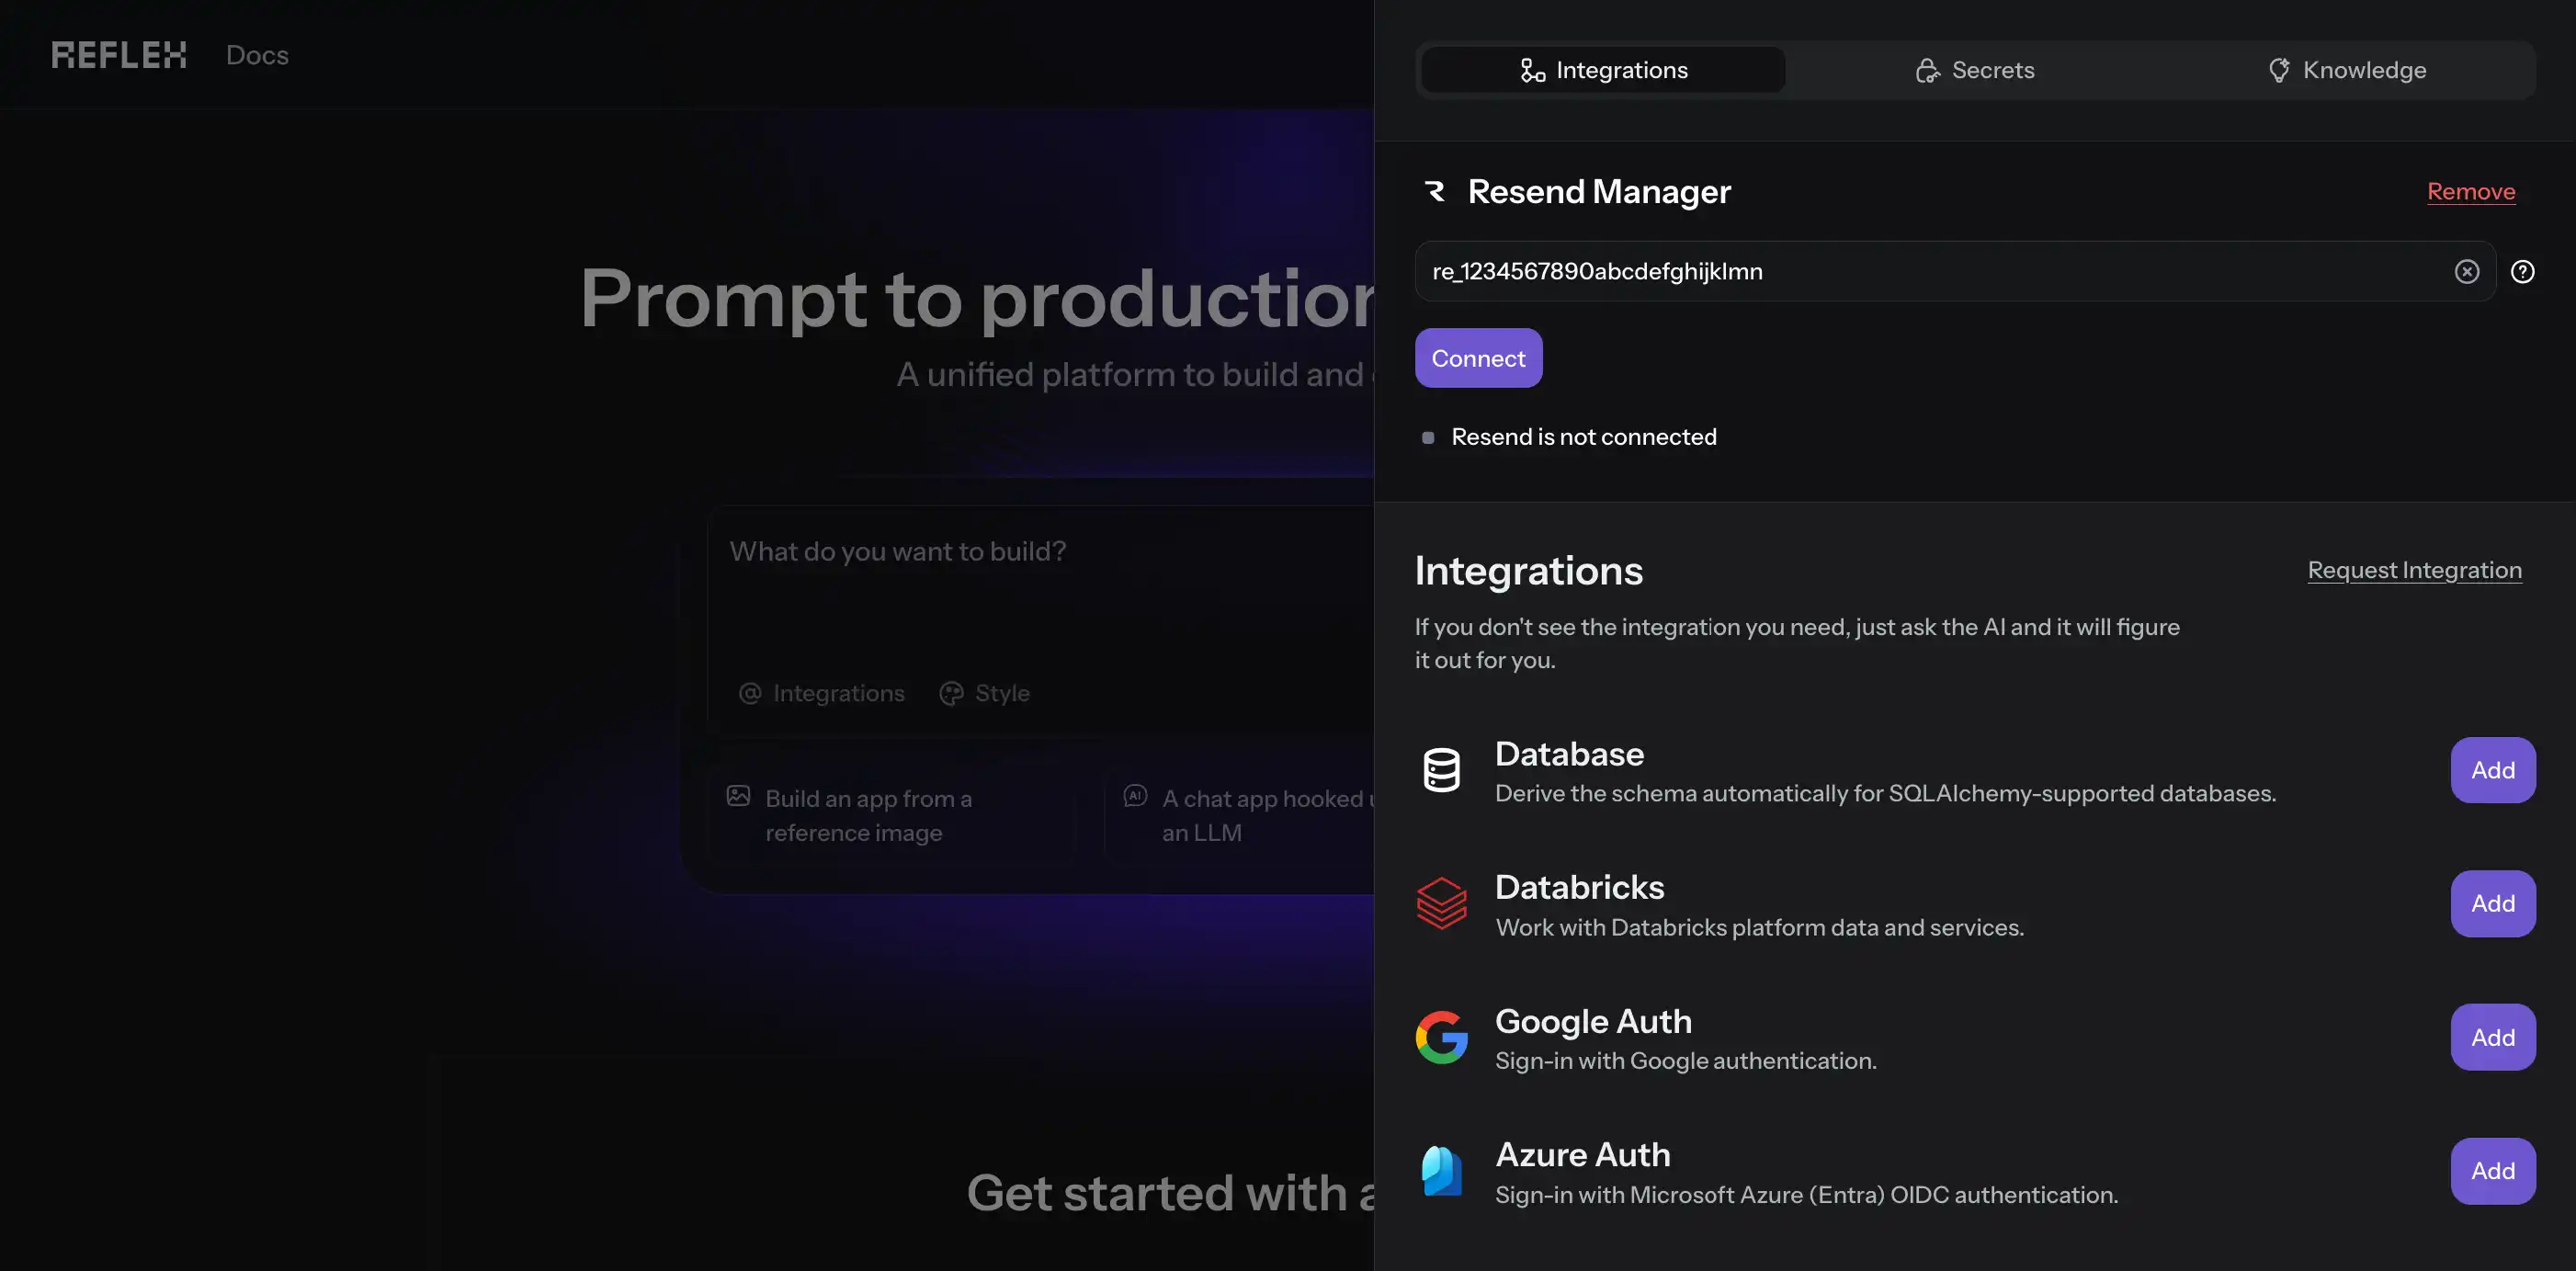 REFLEX
Docs
Prompt to production
A unified platform to build and
What do you want to build?
Integrations
Style
Build an app from a
reference image
A chat app hooked
an LLM
Get started with a
Integrations
Secrets
Knowledge
Resend Manager
Remove
re_1234567890abcdefghijklmn
Connect
Resend is not connected
Integrations
Request Integration
If you don't see the integration you need, just ask the AI and it will figure
it out for you.
Database
Derive the schema automatically for SQLAlchemy-supported databases.
Add
Databricks
Work with Databricks platform data and services.
Add
Google Auth
Sign-in with Google authentication.
Add
Azure Auth
Sign-in with Microsoft Azure (Entra) OIDC authentication.
Add